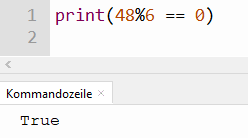 1 print(48%6 == 0)
2
Kommandozeile ×
True